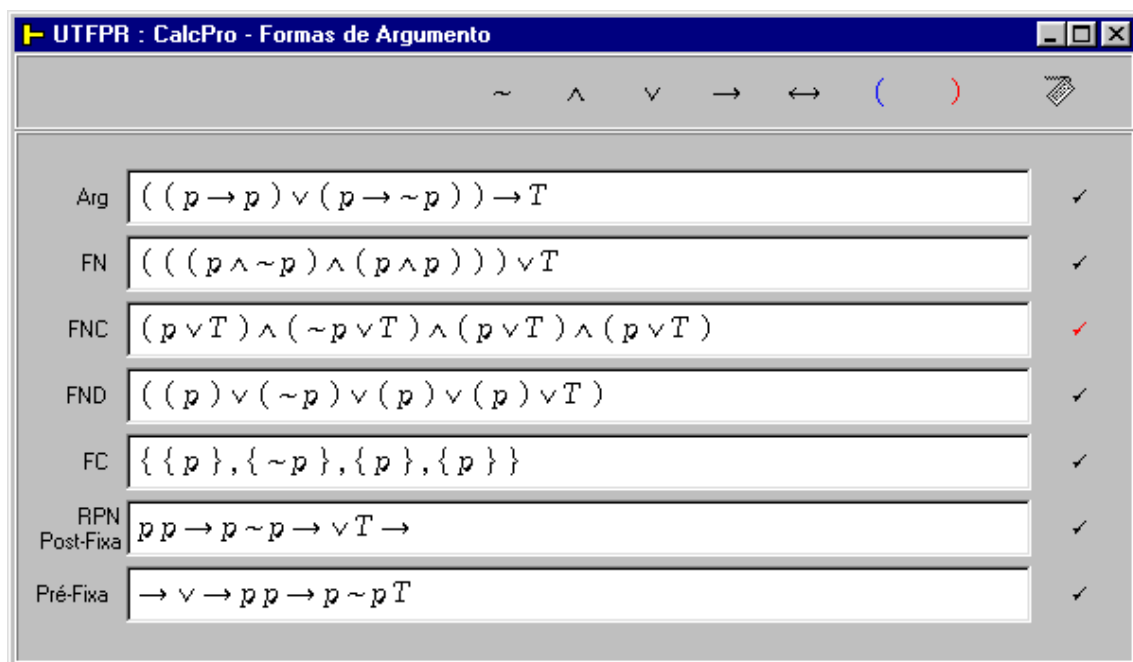 UTFPR : CalcPro - Formas de Argumento
~ ∧ ∨ → ↔ ( )
Arg ( ( p → p ) ∨ ( p → ~ p ) ) → T
FN ( ( ( p ∧ ~ p ) ∧ ( p ∧ p ) ) ) ∨ T
FNC ( p ∨ T ) ∧ ( ~ p ∨ T ) ∧ ( p ∨ T ) ∧ ( p ∨ T )
FND ( ( p ) ∨ ( ~ p ) ∨ ( p ) ∨ ( p ) ∨ T )
FC { { p } , { ~ p } , { p } , { p } }
RPN
Post-Fixa p p → p ~ p → ∨ T →
Pré-Fixa → ∨ → p p → p ~ p T